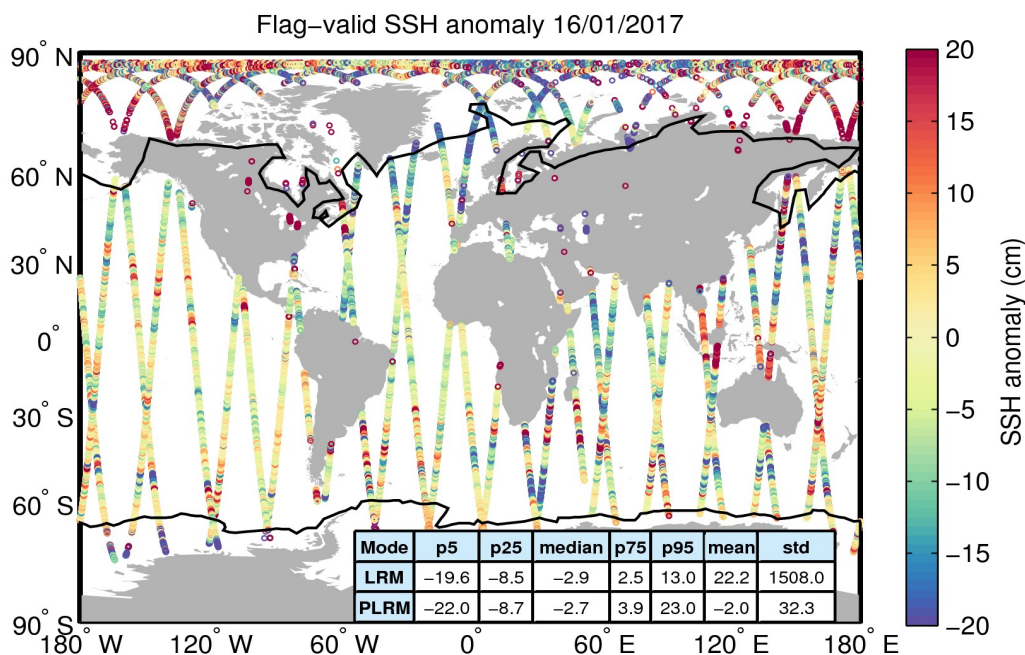 Flag−valid SSH anomaly 16/01/2017
90° N
60° N
30° N
0°
30° S
60° S
90° S
180° W
120° W
60° W
0°
60° E
120° E
180° E
Mode p5 p25 median p75 p95 mean std
LRM −19.6 −8.5 −2.9 2.5 13.0 22.2 1508.0
PLRM −22.0 −8.7 −2.7 3.9 23.0 −2.0 32.3
20
15
10
5
0
−5
−10
−15
−20
SSH anomaly (cm)